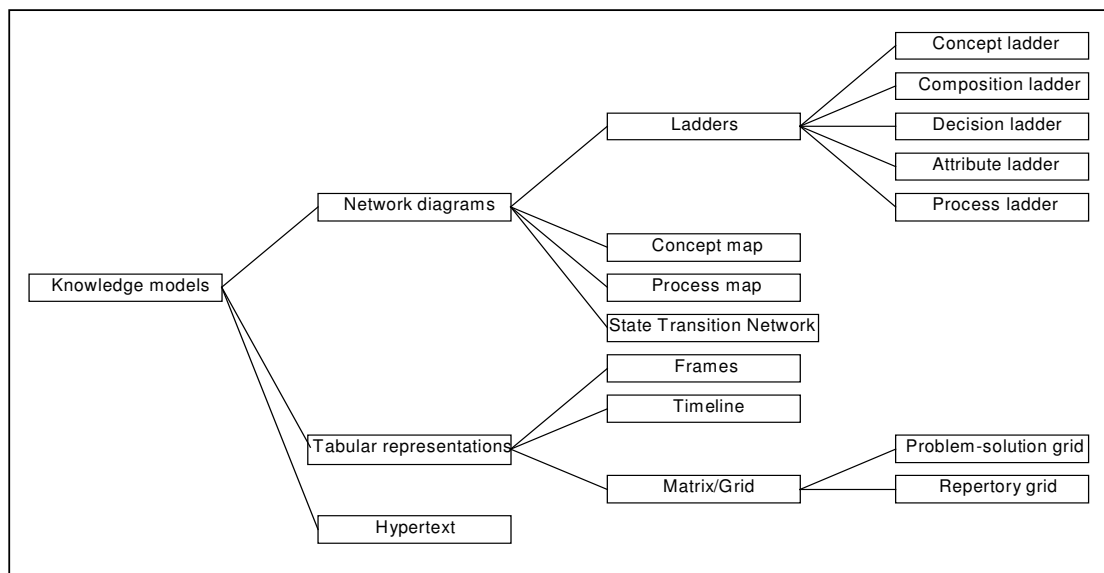 Concept ladder
Composition ladder
Ladders
Decision ladder
Attribute ladder
Network diagrams
Process ladder
Concept map
Knowledge models
Process map
State Transition Network
Frames
Timeline
Tabular representations
Problem-solution grid
Matrix/Grid
Repertory grid
Hypertext